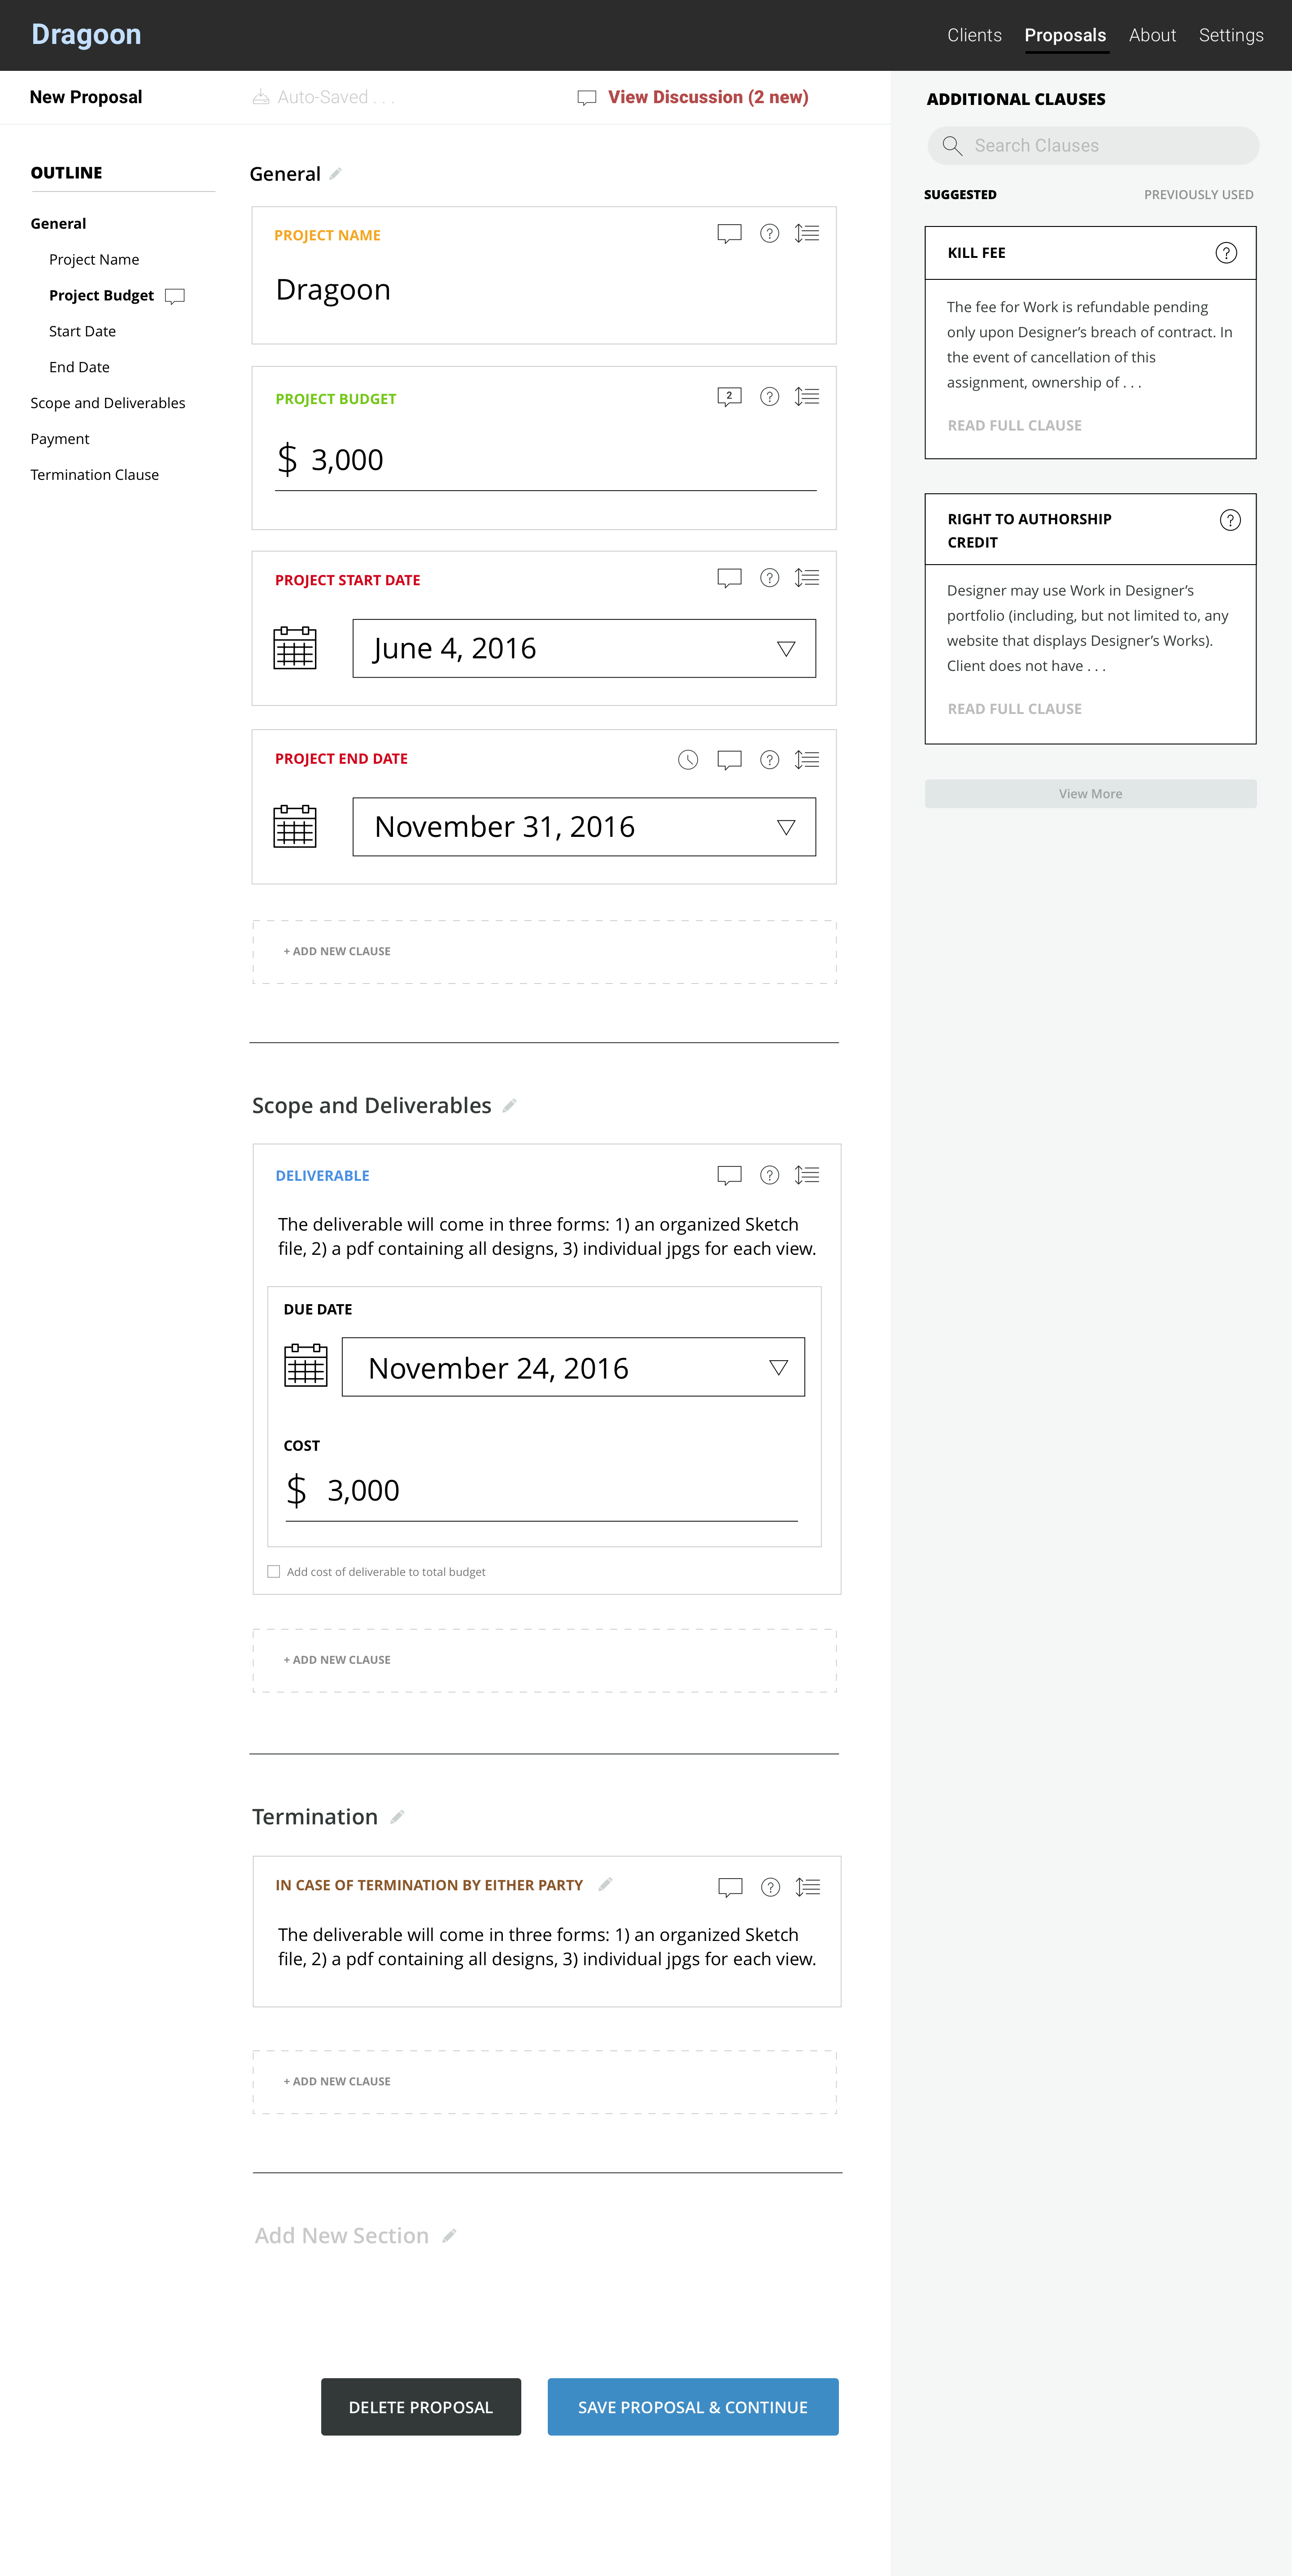 Dragoon
Clients Proposals About Settings
New Proposal
Auto-Saved . . .
View Discussion (2 new)
OUTLINE
General
Project Name
Project Budget
Start Date
End Date
Scope and Deliverables
Payment
Termination Clause
General
PROJECT NAME
?
Dragoon
PROJECT BUDGET
2 ?
$ 3,000
PROJECT START DATE
?
June 4, 2016
PROJECT END DATE
?
November 31, 2016
+ ADD NEW CLAUSE
Scope and Deliverables
DELIVERABLE
?
The deliverable will come in three forms: 1) an organized Sketch
file, 2) a pdf containing all designs, 3) individual jpgs for each view.
DUE DATE
November 24, 2016
COST
$ 3,000
Add cost of deliverable to total budget
+ ADD NEW CLAUSE
Termination
IN CASE OF TERMINATION BY EITHER PARTY
?
The deliverable will come in three forms: 1) an organized Sketch
file, 2) a pdf containing all designs, 3) individual jpgs for each view.
+ ADD NEW CLAUSE
Add New Section
DELETE PROPOSAL
SAVE PROPOSAL & CONTINUE
ADDITIONAL CLAUSES
Search Clauses
SUGGESTED
PREVIOUSLY USED
KILL FEE
?
The fee for Work is refundable pending
only upon Designer’s breach of contract. In
the event of cancellation of this
assignment, ownership of . . .
READ FULL CLAUSE
RIGHT TO AUTHORSHIP
CREDIT
?
Designer may use Work in Designer’s
portfolio (including, but not limited to, any
website that displays Designer’s Works).
Client does not have . . .
READ FULL CLAUSE
View More